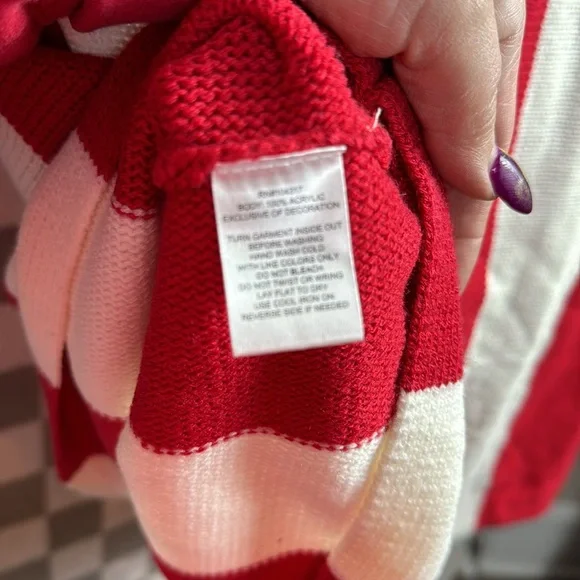 BODY: 100% ACRYLIC
EXCLUSIVE OF DECORATION
TURN GARMENT INSIDE OUT
BEFORE WASHING
HAND WASH COLD
WITH LIKE COLORS ONLY
DO NOT BLEACH
DO NOT TWIST OR WRING
LAY FLAT TO DRY
USE COOL IRON ON
REVERSE SIDE IF NEEDED